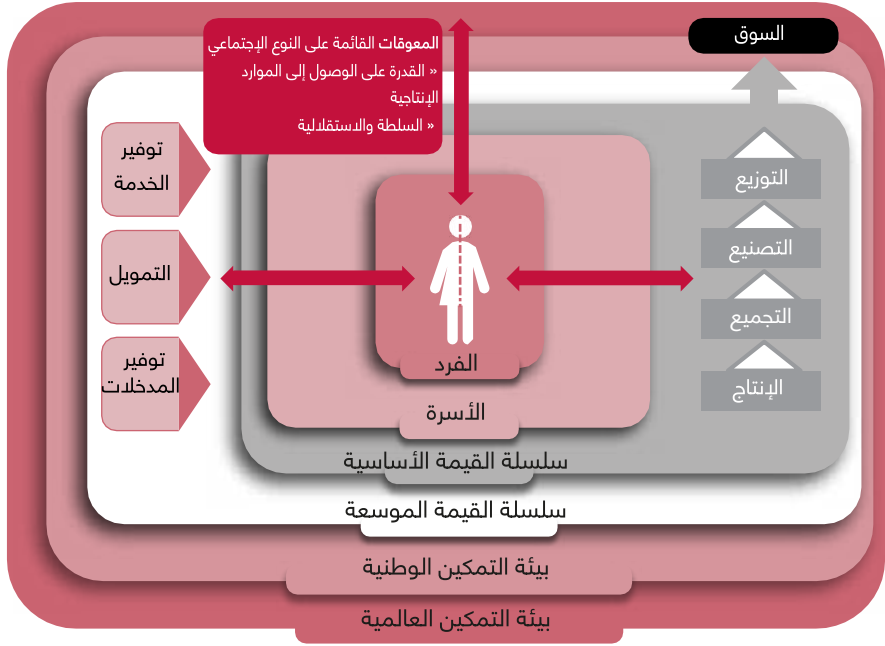 السوق
المعوقات القائمة على النوع الإجتماعي
» القدرة على الوصول إلى الموارد
الإنتاجية
» السلطة والاستقلالية
توفير
الخدمة
التمويل
توفير
المدخلات
التوزيع
التصنيع
التجميع
الإنتاج
الفرد
الأسرة
سلسلة القيمة الأساسية
سلسلة القيمة الموسعة
بيئة التمكين الوطنية
بيئة التمكين العالمية